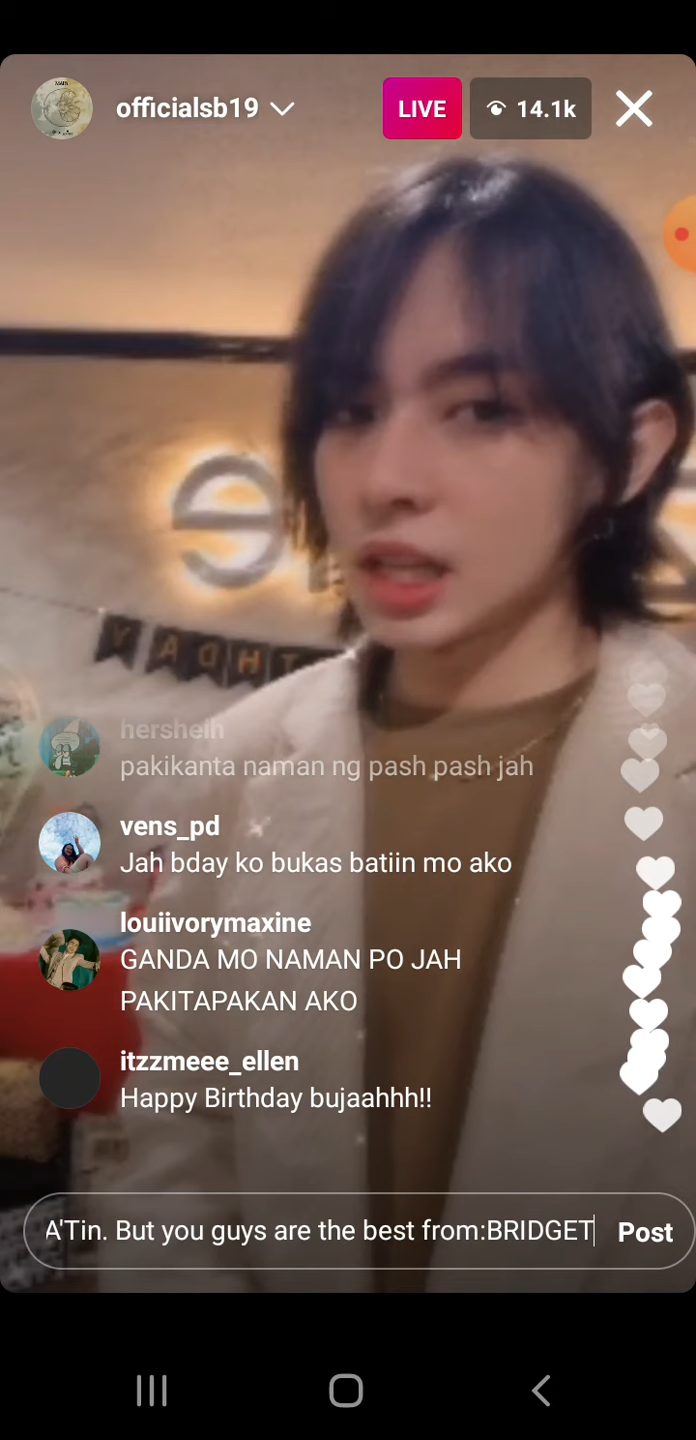 officialsb19
LIVE
14.1k
YADHT
hersheih
pakikanta naman ng pash pash jah
vens_pd
Jah bday ko bukas batiin mo ako
louiivorymaxine
GANDA MO NAMAN PO JAH
PAKITAPAKAN AKO
itzzmeee_ellen
Happy Birthday bujaahhh!!
A'Tin. But you guys are the best from:BRIDGET
Post